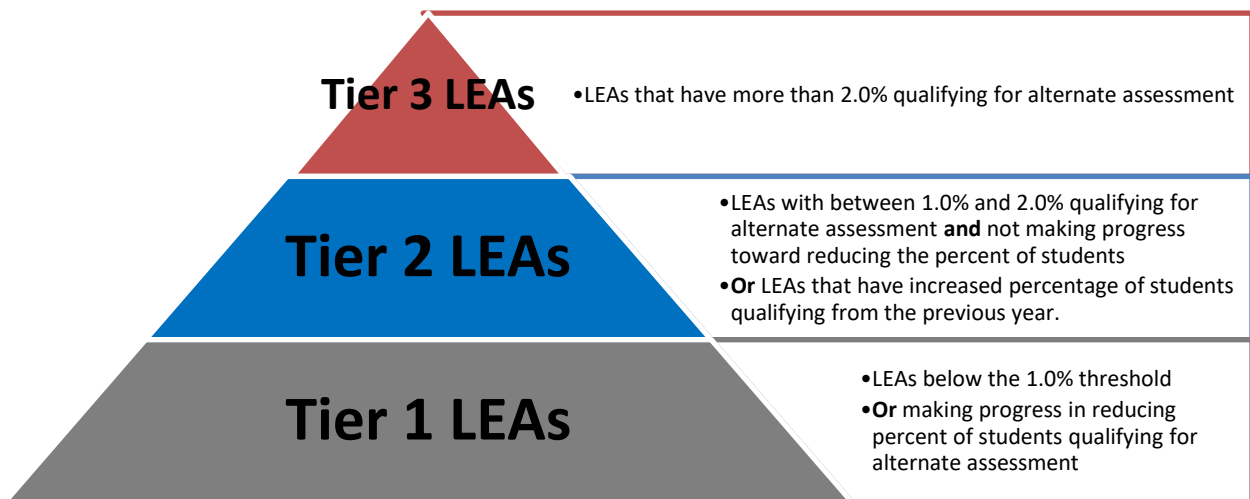 Tier 3 LEAs
•LEAs that have more than 2.0% qualifying for alternate assessment
Tier 2 LEAs
•LEAs with between 1.0% and 2.0% qualifying for
alternate assessment and not making progress
toward reducing the percent of students
•Or LEAs that have increased percentage of students
qualifying from the previous year.
Tier 1 LEAs
•LEAs below the 1.0% threshold
•Or making progress in reducing
percent of students qualifying for
alternate assessment